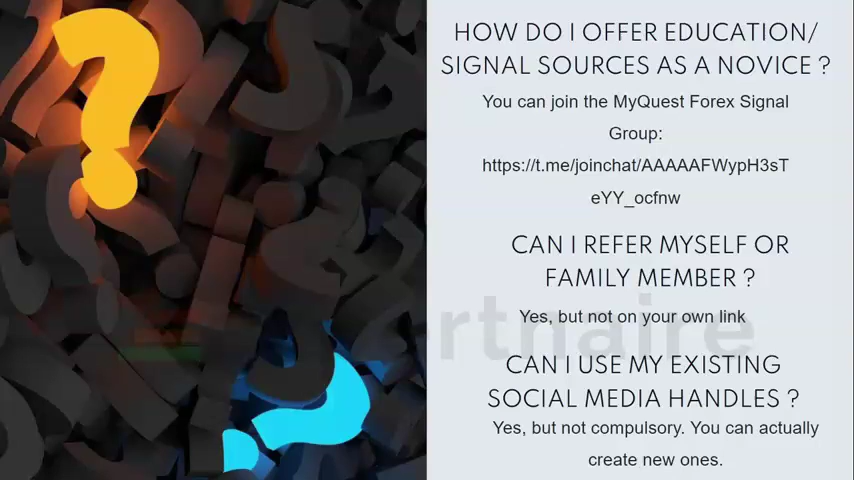 HOW DO I OFFER EDUCATION/
SIGNAL SOURCES AS A NOVICE ?
You can join the MyQuest Forex Signal
Group:
https://t.me/joinchat/AAAAAFWypH3sT
eYY_ocfnw
CAN I REFER MYSELF OR
FAMILY MEMBER ?
Yes, but not on your own link
CAN I USE MY EXISTING
SOCIAL MEDIA HANDLES ?
Yes, but not compulsory. You can actually
create new ones.